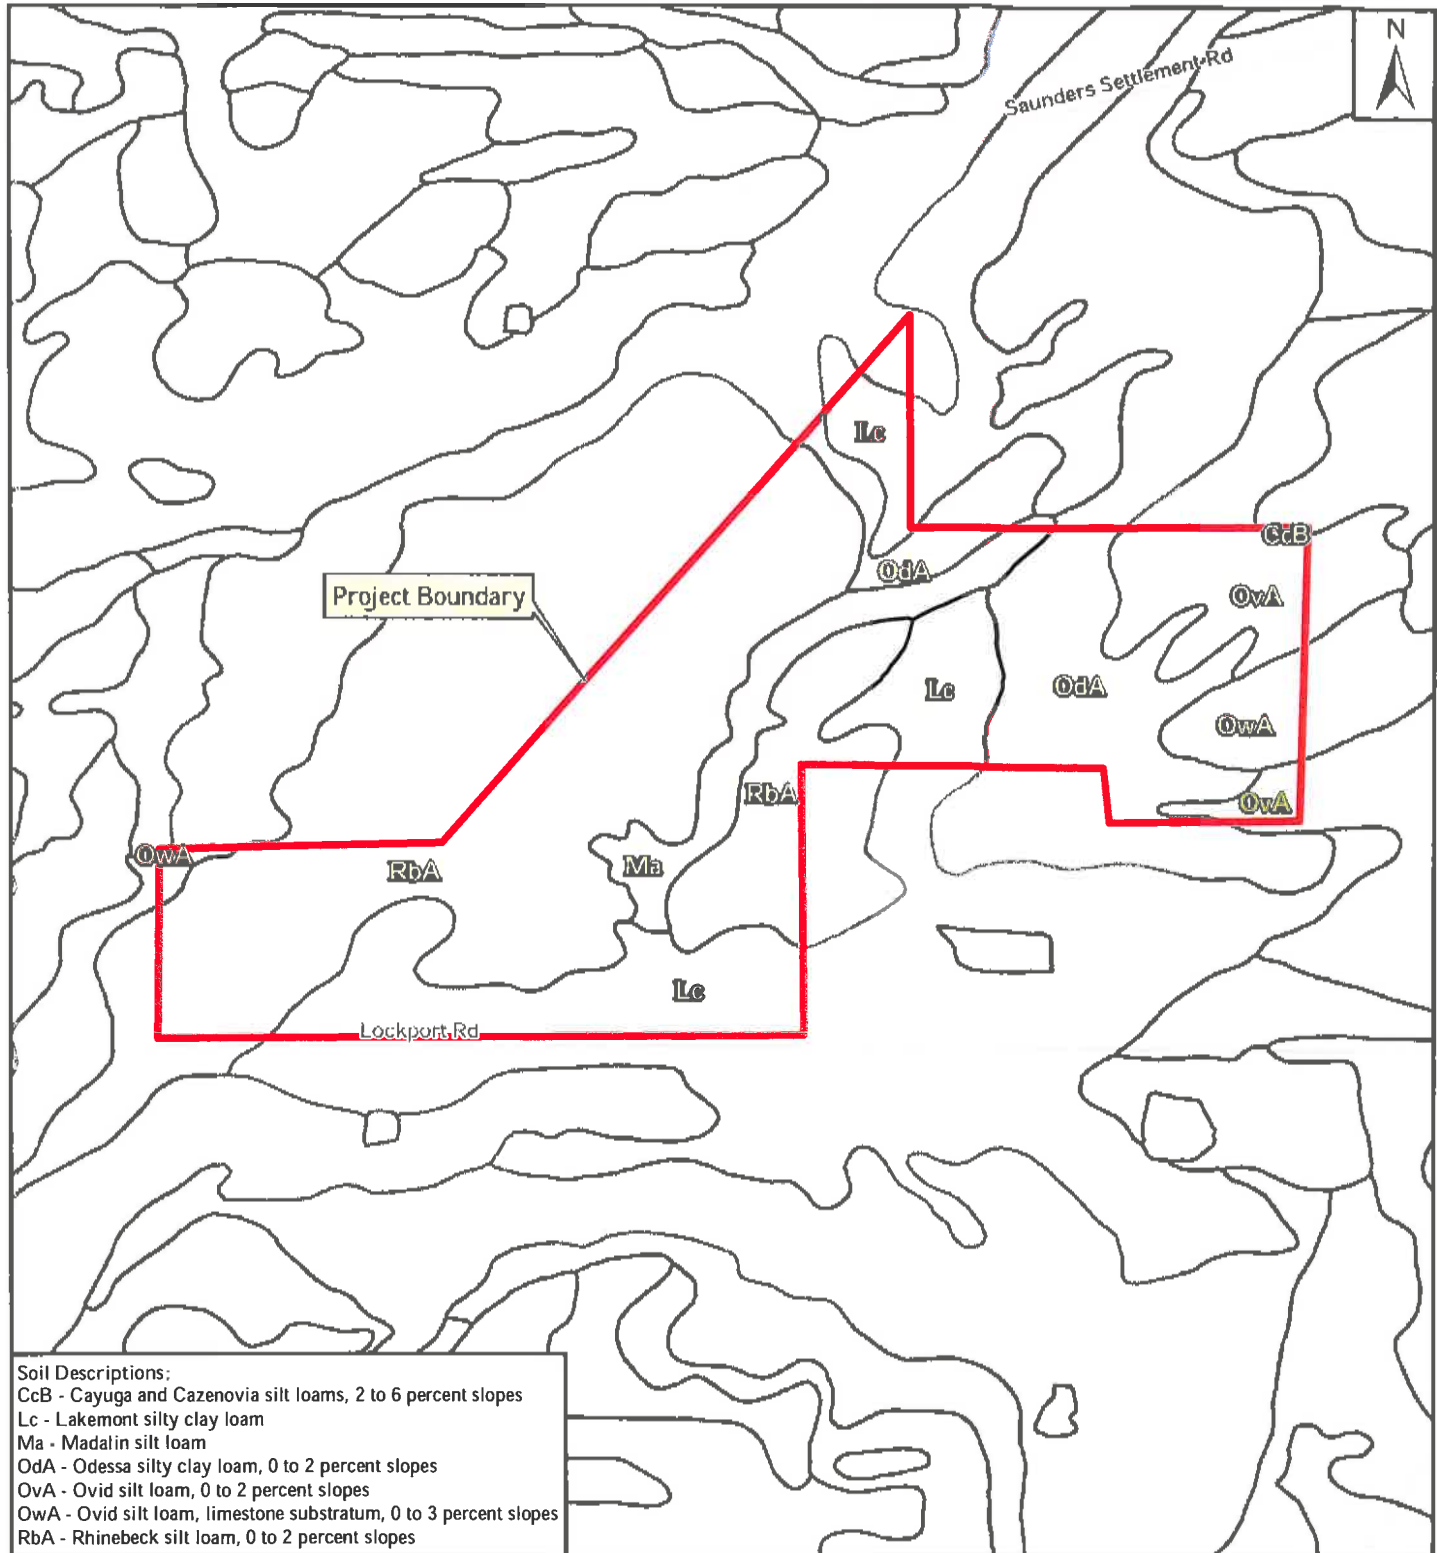 N
Saunders Settlement Rd
Lc
CcB
OdA
Project Boundary
OvA
Lc
OdA
OwA
RbA
OvA
OwA
RbA
Ma
Lc
Lockport Rd
Soil Descriptions:
CcB - Cayuga and Cazenovia silt loams, 2 to 6 percent slopes
Lc - Lakemont silty clay loam
Ma - Madalin silt loam
OdA - Odessa silty clay loam, 0 to 2 percent slopes
OvA - Ovid silt loam, 0 to 2 percent slopes
OwA - Ovid silt loam, limestone substratum, 0 to 3 percent slopes
RbA - Rhinebeck silt loam, 0 to 2 percent slopes